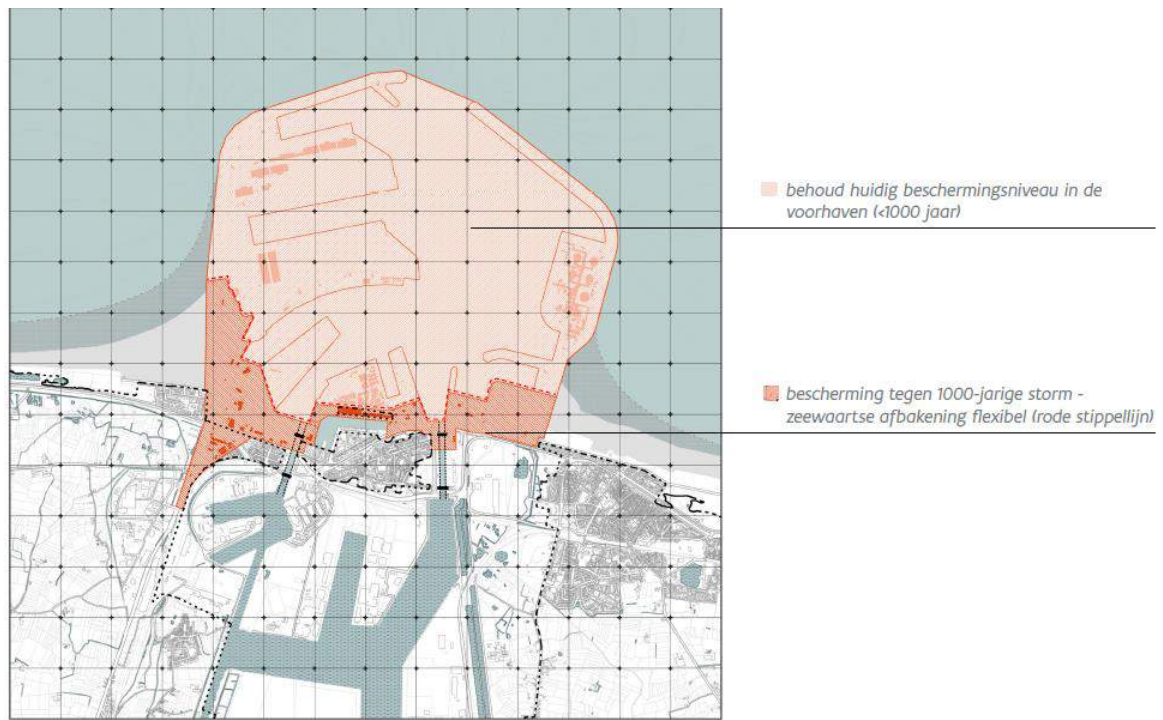 behoud huidig beschermingsniveau in de
voorhaven (<1000 jaar)
bescherming tegen 1000-jarige storm -
zeewaartse afbakening flexibel (rode stippellijn)